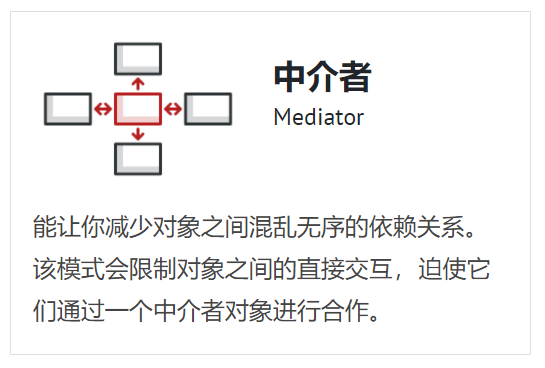 中介者
Mediator
能让你减少对象之间混乱无序的依赖关系。
该模式会限制对象之间的直接交互，迫使它
们通过一个中介者对象进行合作。